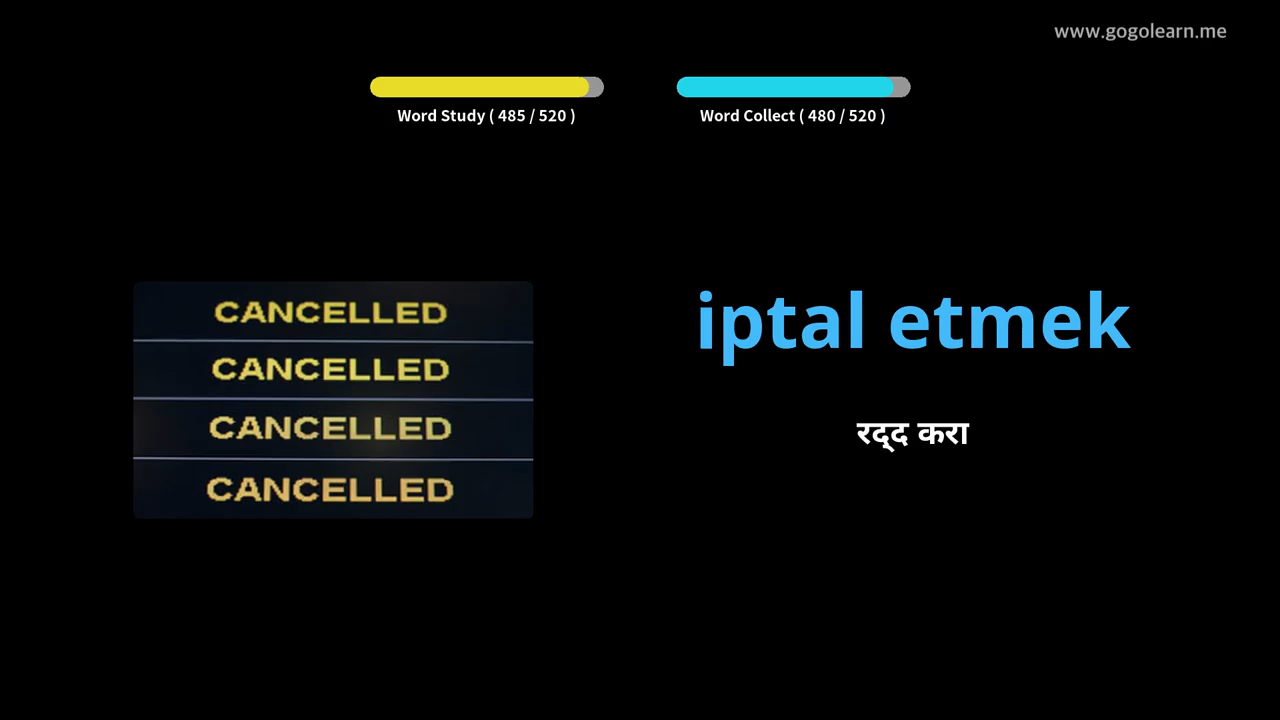 www.gogolearn.me
Word Study ( 485 / 520 )
Word Collect ( 480 / 520 )
CANCELLED
CANCELLED
CANCELLED
CANCELLED
iptal etmek
रद्द करा